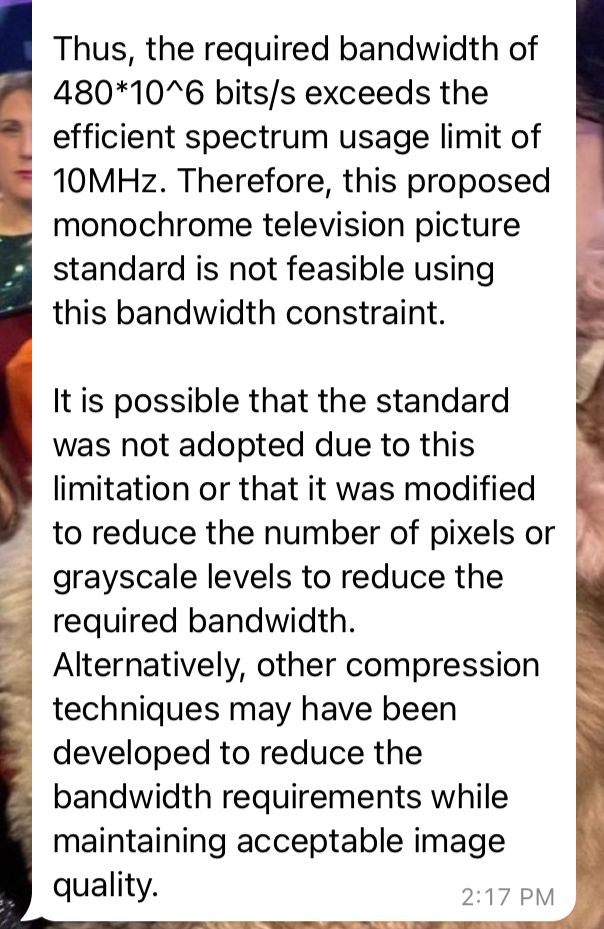 Thus, the required bandwidth of
480*10^6 bits/s exceeds the
efficient spectrum usage limit of
10MHz. Therefore, this proposed
monochrome television picture
standard is not feasible using
this bandwidth constraint.

It is possible that the standard
was not adopted due to this
limitation or that it was modified
to reduce the number of pixels or
grayscale levels to reduce the
required bandwidth.
Alternatively, other compression
techniques may have been
developed to reduce the
bandwidth requirements while
maintaining acceptable image
quality.
2:17 PM